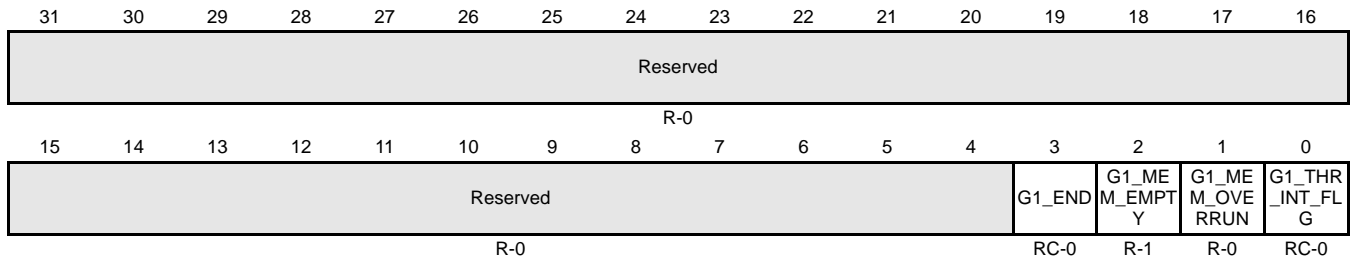 31 30 29 28 27 26 25 24 23 22 21 20 19 18 17 16
Reserved
R-0
15 14 13 12 11 10 9 8 7 6 5 4 3 2 1 0
Reserved G1_END G1_ME G1_ME G1_THR
M_EMPT M_OVE _INT_FL
Y RRUN G
R-0 RC-0 R-1 R-0 RC-0